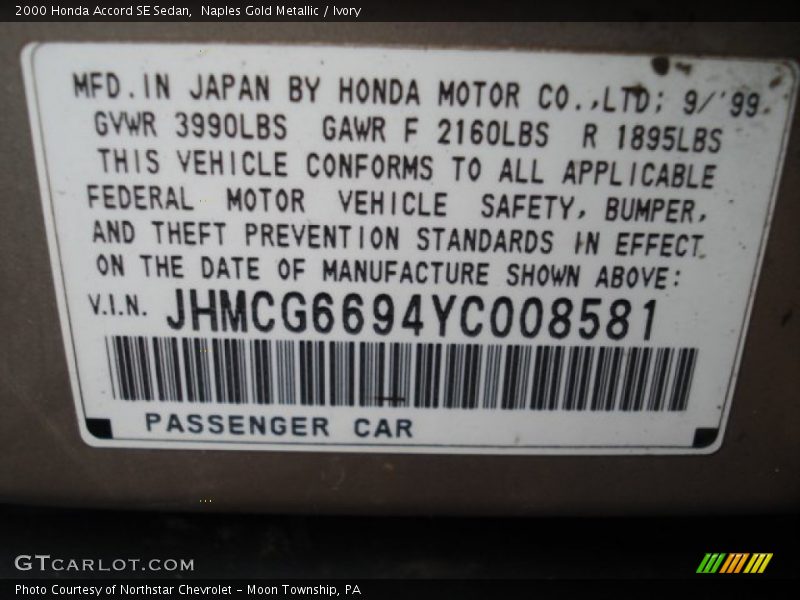 2000 Honda Accord SE Sedan,  Naples Gold Metallic / Ivory
MFD. IN JAPAN BY HONDA MOTOR CO.,LTD; 9/'99
GVWR 3990LBS GAWR F 2160LBS R 1895LBS
THIS VEHICLE CONFORMS TO ALL APPLICABLE
FEDERAL MOTOR VEHICLE SAFETY, BUMPER,
AND THEFT PREVENTION STANDARDS IN EFFECT
ON THE DATE OF MANUFACTURE SHOWN ABOVE:
V.I.N. JHMCG6694YC008581
PASSENGER CAR
GTCARLOT.COM
Photo Courtesy of Northstar Chevrolet - Moon Township, PA